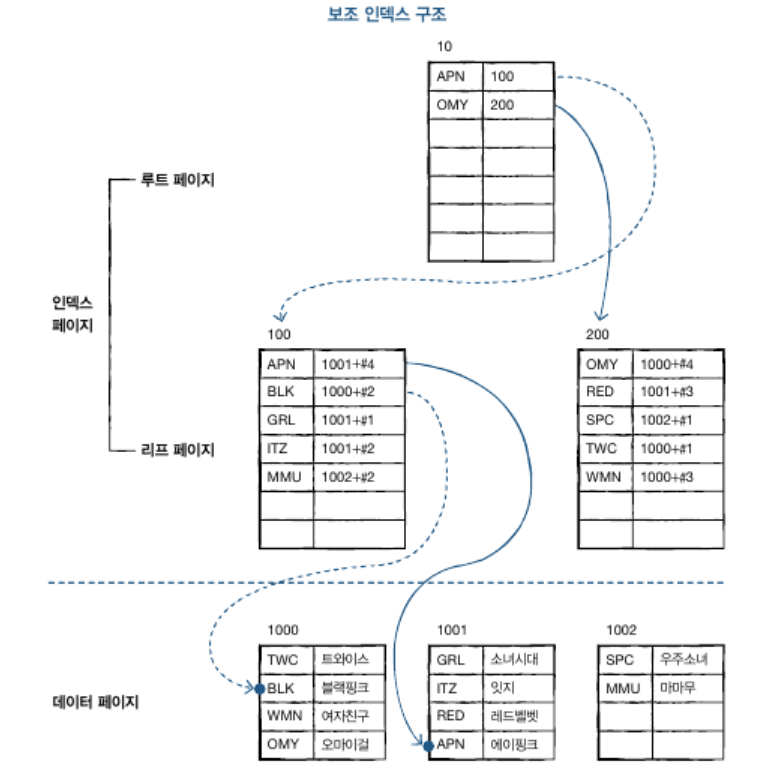 보조 인덱스 구조
10
APN 100
OMY 200
루트 페이지
인덱스
페이지
리프 페이지
100
APN 1001+#4
BLK 1000+#2
GRL 1001+#1
ITZ 1001+#2
MMU 1002+#2
200
OMY 1000+#4
RED 1001+#3
SPC 1002+#1
TWC 1000+#1
WMN 1000+#3
데이터 페이지
1000
TWC 트와이스
BLK 블랙핑크
WMN 여자친구
OMY 오마이걸
1001
GRL 소녀시대
ITZ 잇지
RED 레드벨벳
APN 에이핑크
1002
SPC 우주소녀
MMU 마마무